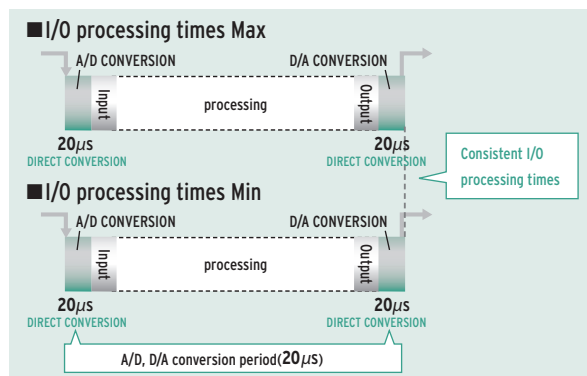 ■I/O processing times Max
A/D CONVERSION
D/A CONVERSION
Input
processing
Output
20μs
20μs
DIRECT CONVERSION
DIRECT CONVERSION
Consistent I/O
processing times
■I/O processing times Min
A/D CONVERSION
D/A CONVERSION
Input
processing
Output
20μs
20μs
DIRECT CONVERSION
DIRECT CONVERSION
A/D, D/A conversion period(20μs)